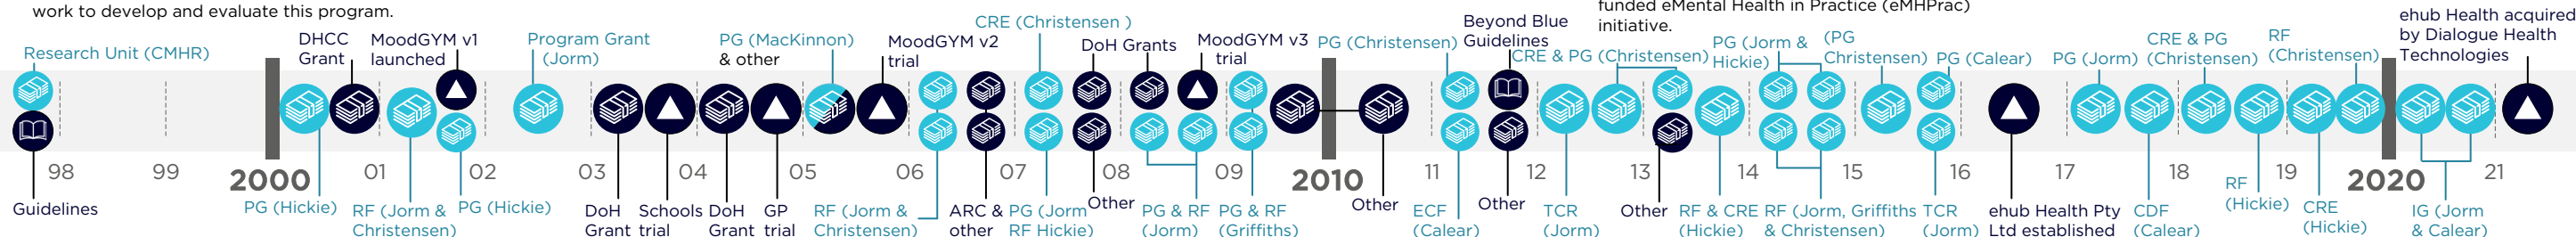 work to develop and evaluate this program.
funded eMental Health in Practice (eMHPrac)
initiative.
Research Unit (CMHR)
DHCC
Grant
MoodGYM v1
launched
Program Grant
(Jorm)
PG (MacKinnon)
& other
MoodGYM v2
trial
CRE (Christensen )
DoH Grants
MoodGYM v3
trial
PG (Christensen)
Beyond Blue
Guidelines
CRE & PG (Christensen)
PG (Jorm &
Hickie)
(PG
Christensen)
PG (Calear)
PG (Jorm)
CRE & PG
(Christensen)
RF
(Christensen)
ehub Health acquired
by Dialogue Health
Technologies
98
99
2000
01
02
03
04
05
06
07
08
09
2010
11
12
13
14
15
16
17
18
19
2020
21
Guidelines
PG (Hickie)
RF (Jorm &
Christensen)
PG (Hickie)
DoH
Grant
Schools
trial
DoH
Grant
GP
trial
RF (Jorm &
Christensen)
ARC &
other
PG (Jorm
RF Hickie)
Other
PG & RF
(Jorm)
PG & RF
(Griffiths)
Other
ECF
(Calear)
Other
TCR
(Jorm)
Other
RF & CRE
(Hickie)
RF (Jorm, Griffiths
& Christensen)
TCR
(Jorm)
ehub Health Pty
Ltd established
CDF
(Calear)
RF
(Hickie)
CRE
(Hickie)
IG (Jorm
& Calear)